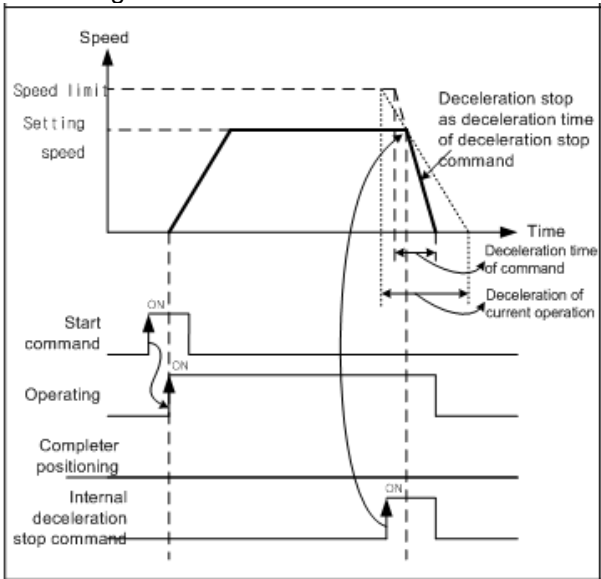 Speed
Speed limit
Setting
speed
Deceleration stop
as deceleration time
of deceleration stop
command
Time
Deceleration time
of command
Deceleration of
current operation
ON
Start
command
ON
Operating
Completer
positioning
ON
Internal
deceleration
stop command